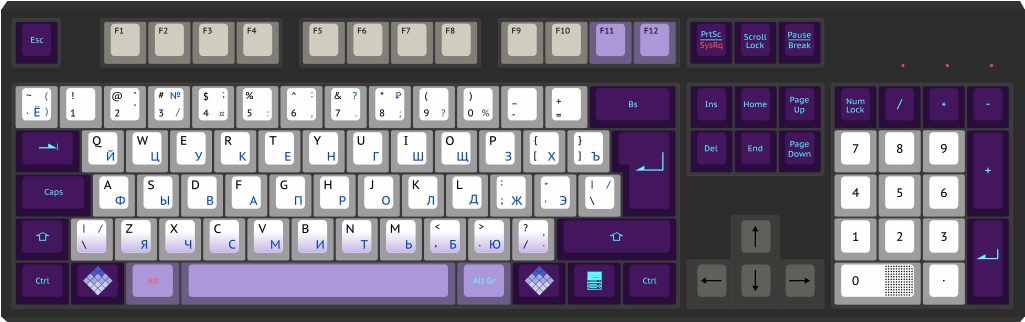 Esc F1 F2 F3 F4 F5 F6 F7 F8 F9 F10 F11 F12 PrtSc SysRq Scroll Lock Pause Break
~ ( ` Ё ) ! 1 @ " 2 # № 3 / $ ; 4 ¤ % 5 : ^ : 6 , & ? 7 . * ₽ 8 ; ( 9 ? ) 0 % _ - + = Bs Ins Home Page Up Num Lock / * -
Q Й W Ц E У R К T Е Y Н U Г I Ш O Щ P З { [ Х } ] Ъ Del End Page Down 7 8 9 +
Caps A Ф S Ы D В F А G П H Р J О K Л L Д : ; Ж " ' Э | / \ 4 5 6
| / \ Z Я X Ч C С V М B И N Т M Ь < , Б > . Ю ? / , . ↑ 1 2 3
Ctrl Alt Alt Gr Ctrl ← ↓ → 0 .